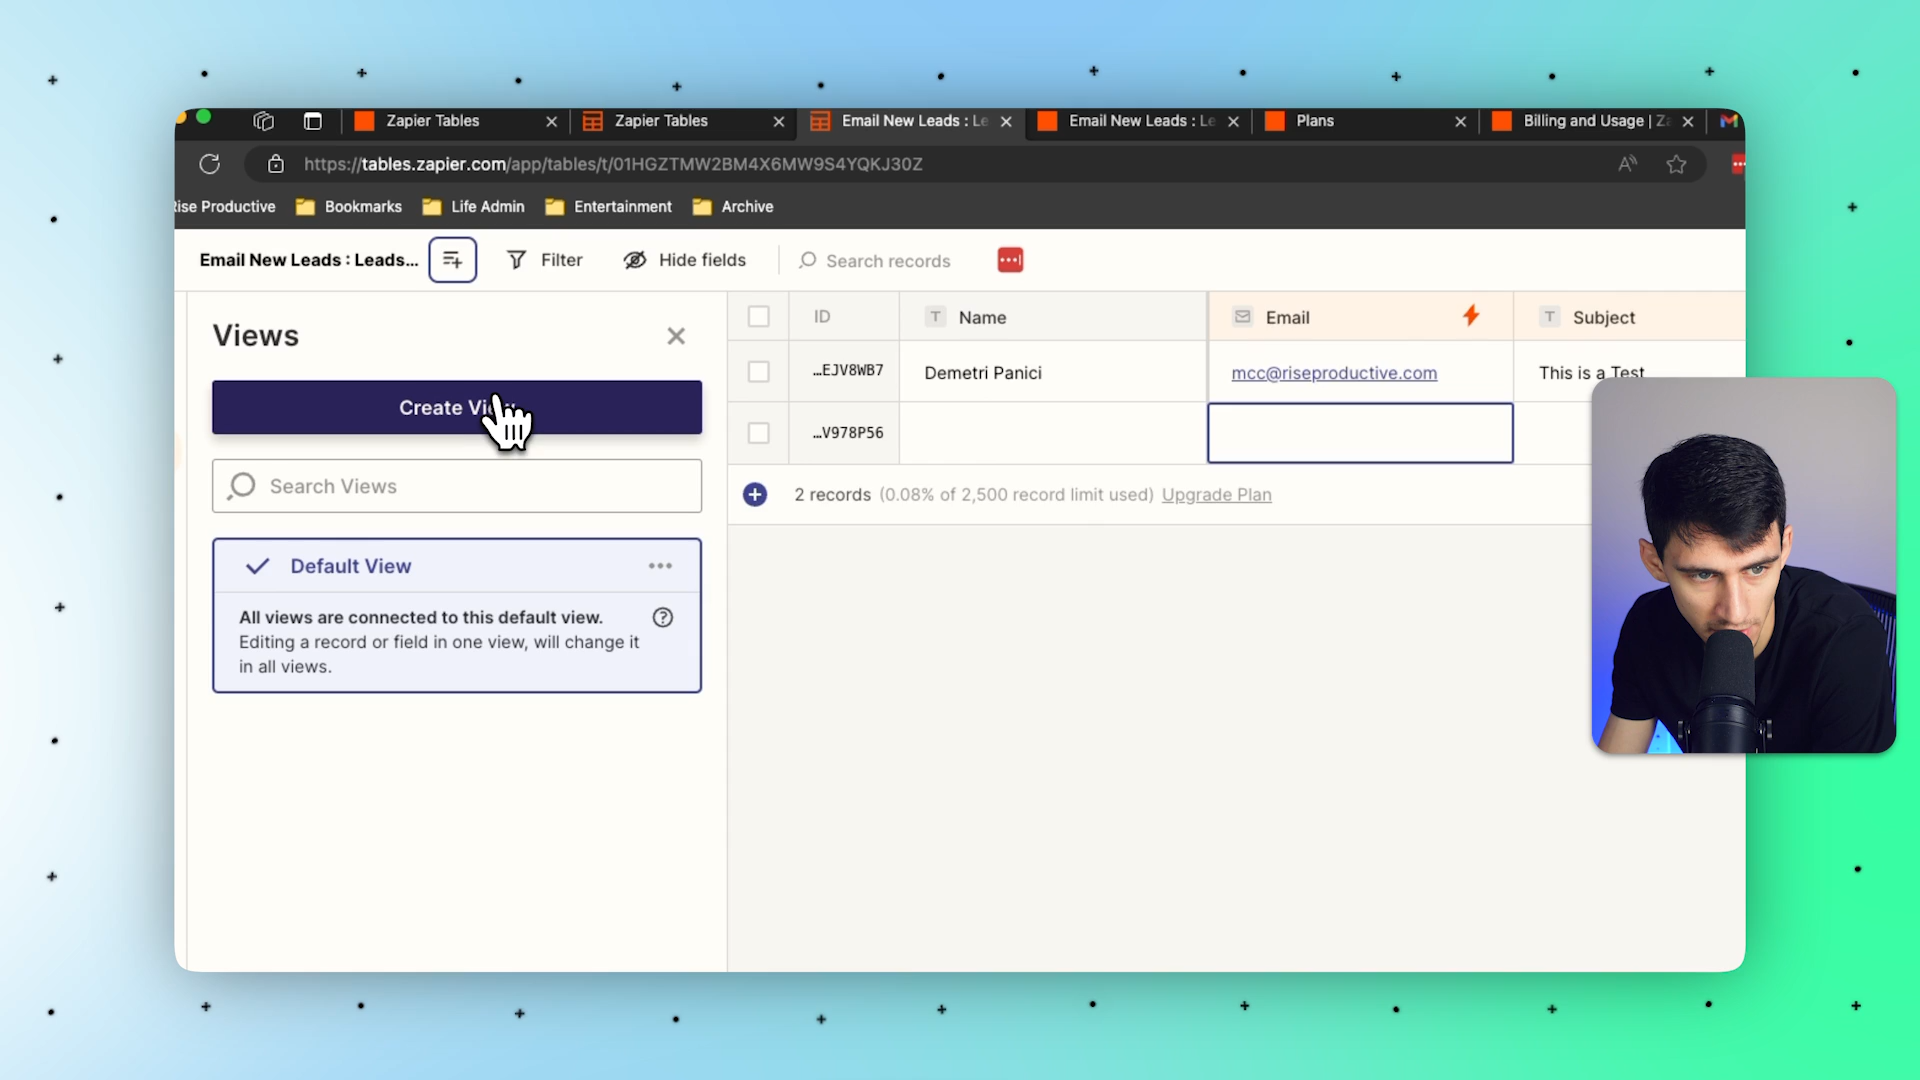 Zapier Tables
Zapier Tables
Email New Leads : Le
Email New Leads : Le
Plans
Billing and Usage | Za
https://tables.zapier.com/app/tables/t/01HGZTMW2BM4X6MW9S4YQKJ30Z
Rise Productive
Bookmarks
Life Admin
Entertainment
Archive
Email New Leads : Leads...
Filter
Hide fields
Search records
Views
Create View
Search Views
Default View
All views are connected to this default view.
Editing a record or field in one view, will change it
in all views.
ID
T Name
Email
T Subject
...EJV8WB7
Demetri Panici
mcc@riseproductive.com
This is a Test
...V978P56
2 records (0.08% of 2,500 record limit used) Upgrade Plan